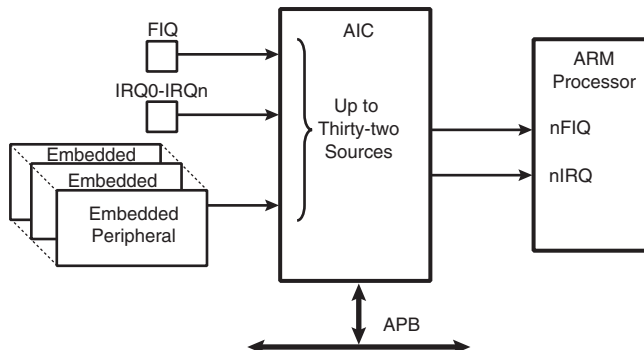 FIQ
IRQ0-IRQn
Embedded
Embedded
Embedded
Peripheral
AIC
Up to
Thirty-two
Sources
ARM
Processor
nFIQ
nIRQ
APB